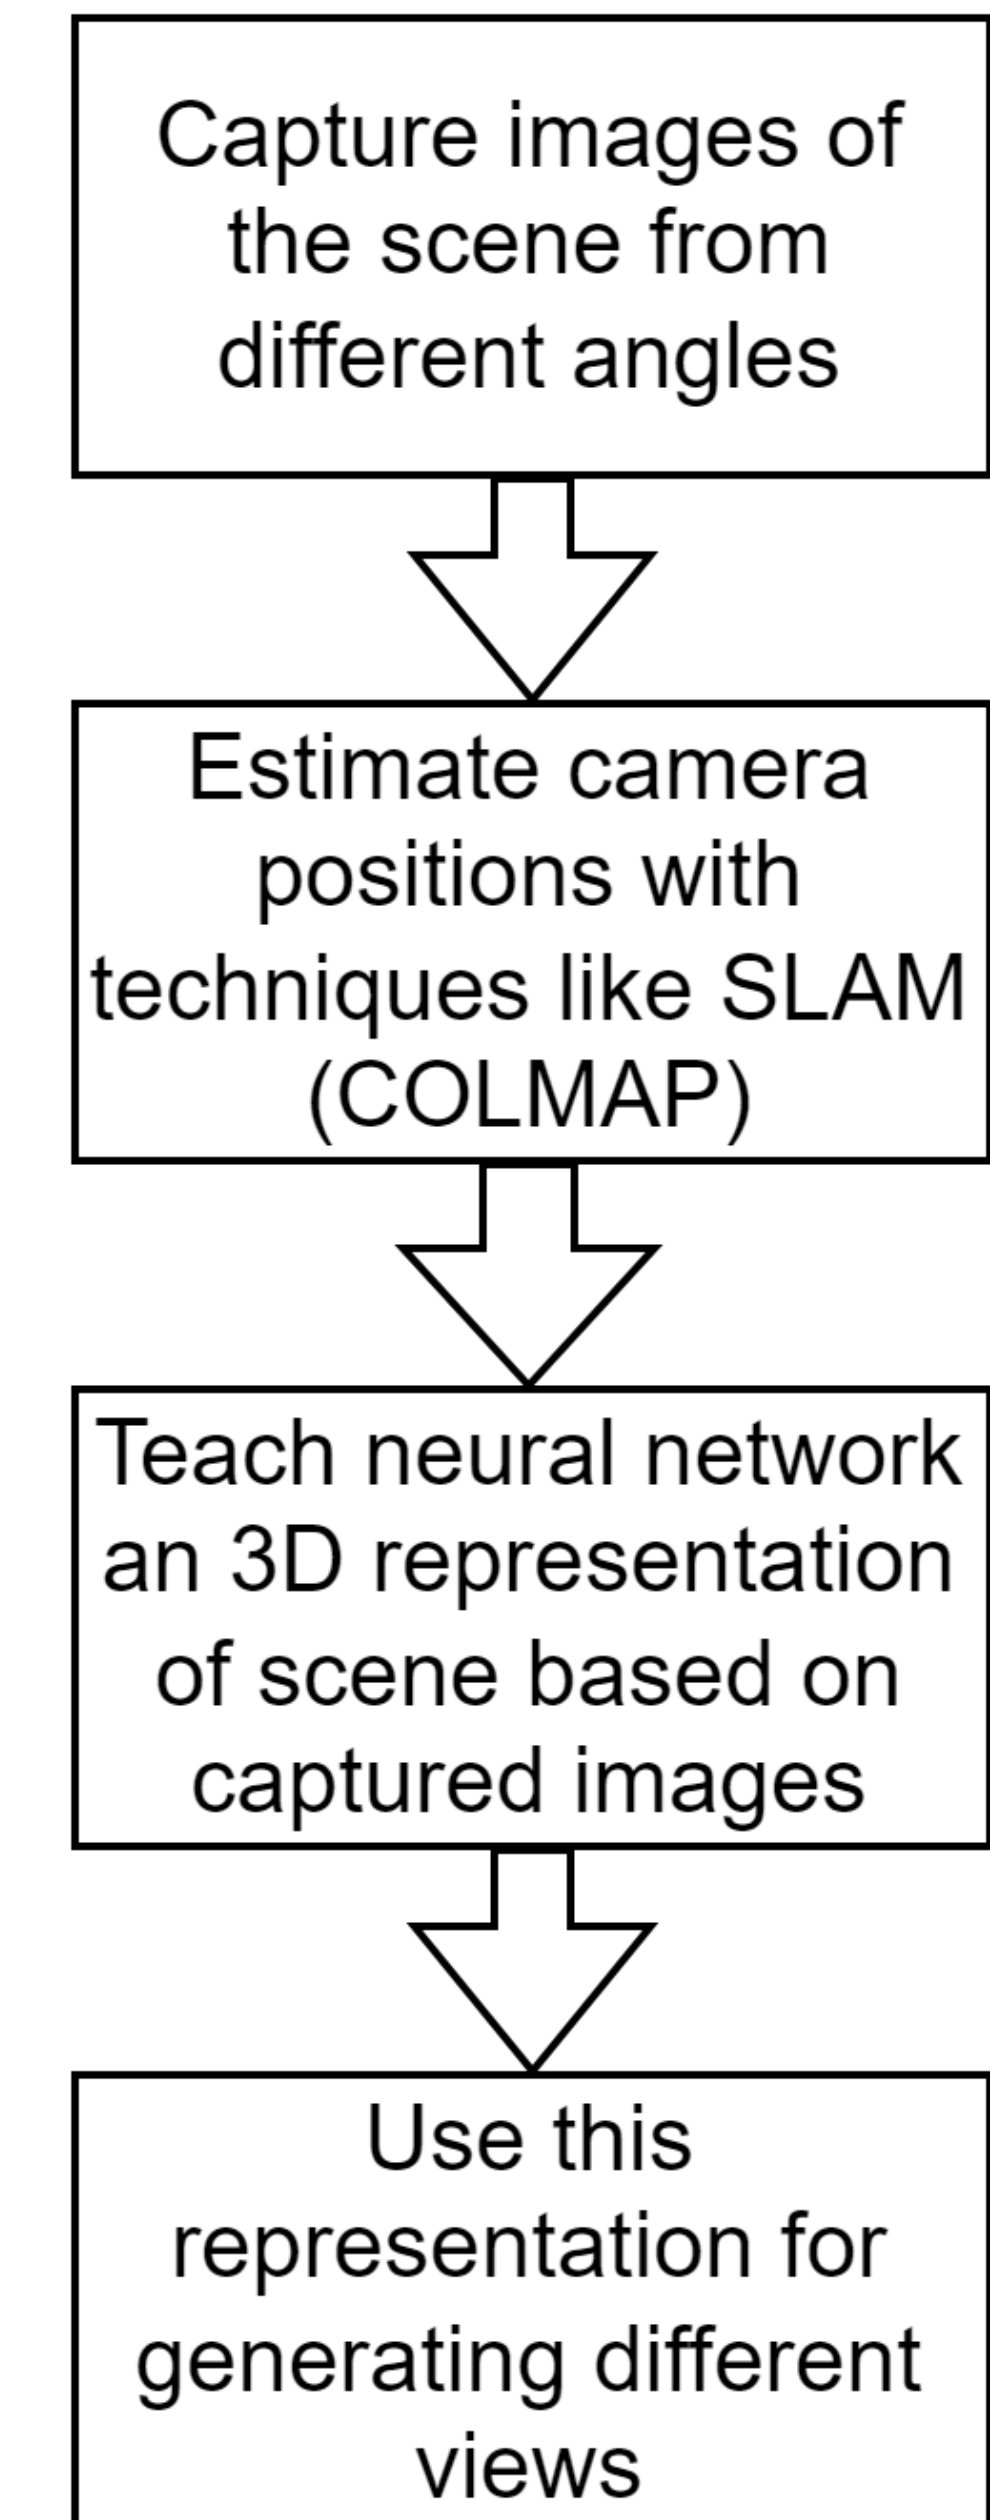 Capture images of
the scene from
different angles
Estimate camera
positions with
techniques like SLAM
(COLMAP)
Teach neural network
an 3D representation
of scene based on
captured images
Use this
representation for
generating different
views